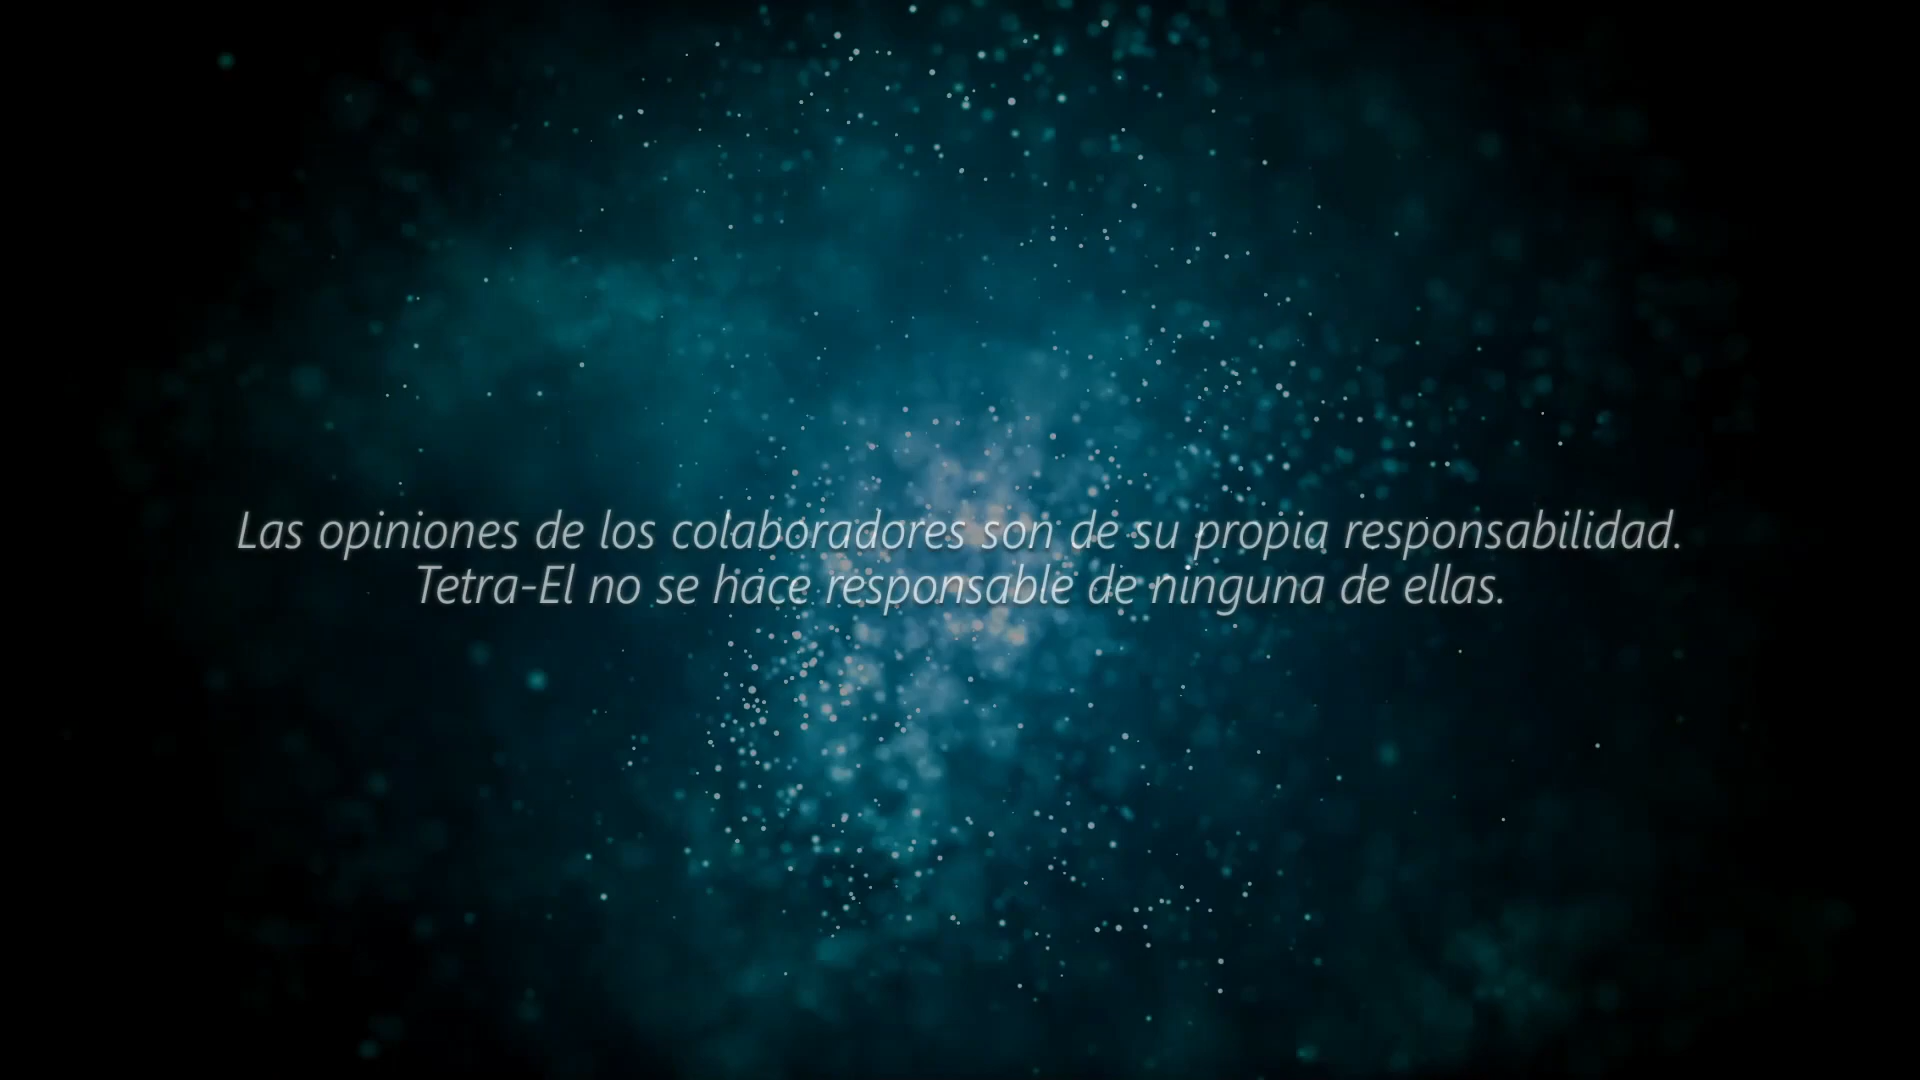 Las opiniones de los colaboradores son de su propia responsabilidad.
Tetra-El no se hace responsable de ninguna de ellas.